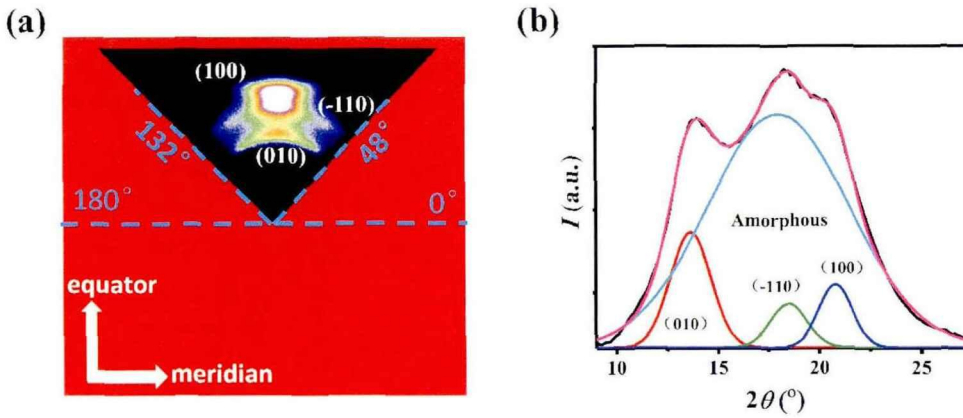 (a)
(100)
(-110)
(010)
132°
48°
180°
0°
equator
meridian
(b)
I (a.u.)
Amorphous
(010)
(-110)
(100)
10 15 20 25
2θ (°)